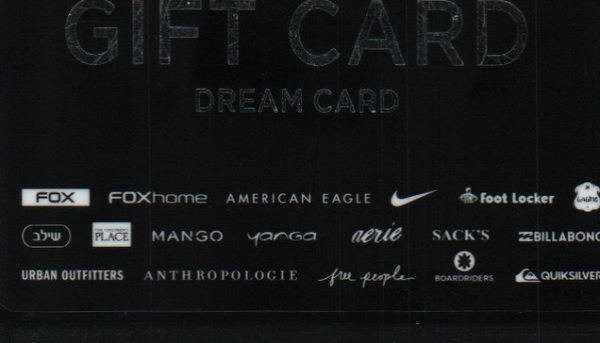 GIFT CARD
DREAM CARD
FOX FOXhome AMERICAN EAGLE Foot Locker LALINE
שילב THE CHILDREN'S PLACE MANGO YANGA aerie SACK'S BILLABONG
URBAN OUTFITTERS ANTHROPOLOGIE free people BOARDRIDERS QUIKSILVER